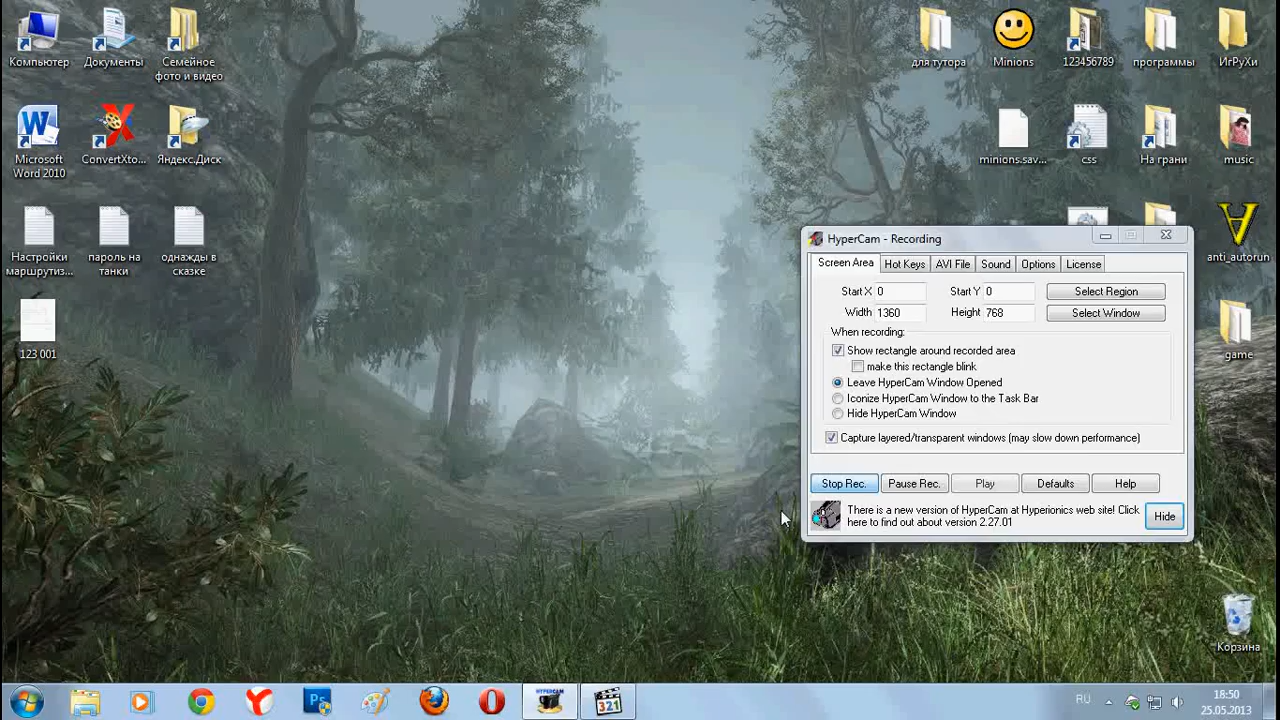 Компьютер
Документы
Семейное
фото и видео
для тутора
Minions
123456789
программы
ИгРуХи
Microsoft
Word 2010
ConvertXto...
Яндекс.Диск
minions.sav...
css
На грани
music
Настройки
маршрутиз...
пароль на
танки
однажды в
сказке
anti_autorun
123 001
game
HyperCam - Recording
Screen Area
Hot Keys
AVI File
Sound
Options
License
Start X 0
Start Y 0
Select Region
Width 1360
Height 768
Select Window
When recording:
Show rectangle around recorded area
make this rectangle blink
Leave HyperCam Window Opened
Iconize HyperCam Window to the Task Bar
Hide HyperCam Window
Capture layered/transparent windows (may slow down performance)
Stop Rec.
Pause Rec.
Play
Defaults
Help
There is a new version of HyperCam at Hyperionics web site! Click
here to find out about version 2.27.01
Hide
Корзина
Ps
HYPERCAM
321
RU
18:50
25.05.2013